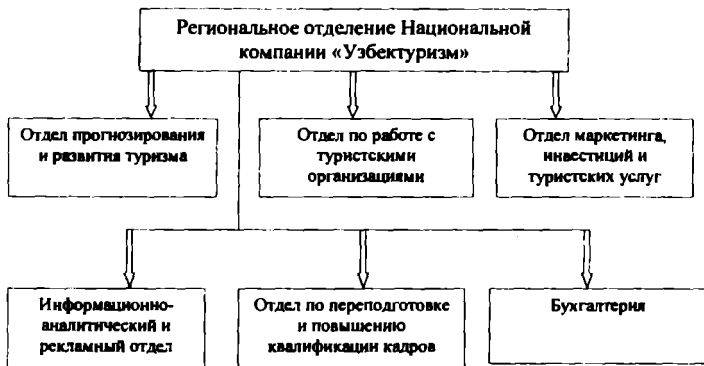 Региональное отделение Национальной
компании «Узбектуризм»
Отдел прогнозирования
и развития туризма
Отдел по работе с
туристскими
организациями
Отдел маркетинга,
инвестиций и
туристских услуг
Информационно-
аналитический и
рекламный отдел
Отдел по переподготовке
и повышению
квалификации кадров
Бухгалтерия